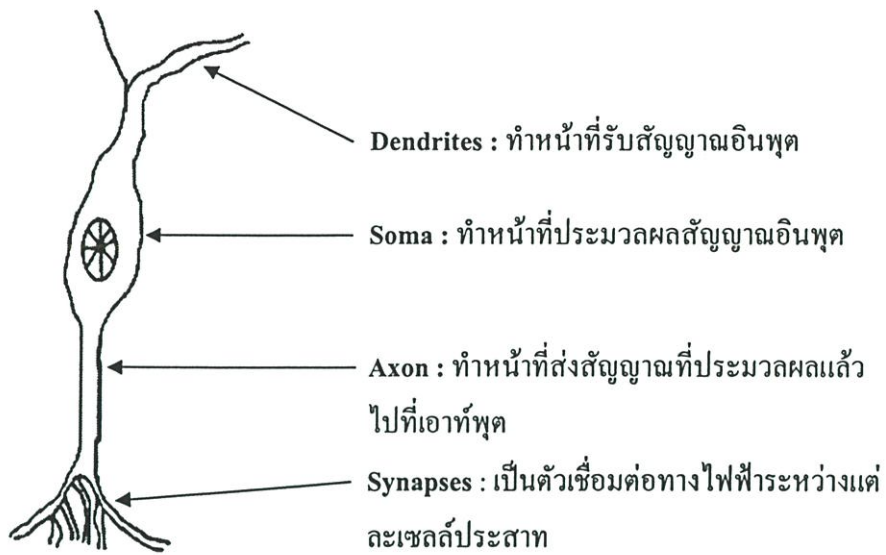 Dendrites : ทำหน้าที่รับสัญญาณอินพุต
Soma : ทำหน้าที่ประมวลผลสัญญาณอินพุต
Axon : ทำหน้าที่ส่งสัญญาณที่ประมวลผลแล้ว
ไปที่เอาท์พุต
Synapses : เป็นตัวเชื่อมต่อทางไฟฟ้าระหว่างแต่
ละเซลล์ประสาท